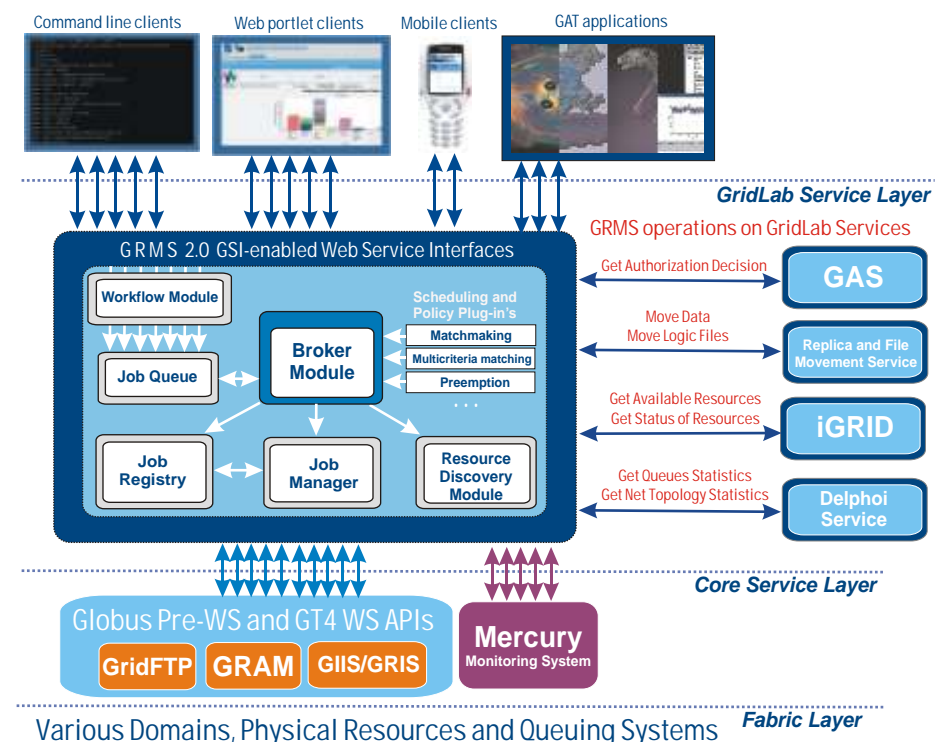 Command line clients
Web portlet clients
Mobile clients
GAT applications
GridLab Service Layer
GRMS operations on GridLab Services
G R M S 2.0 GSI-enabled Web Service Interfaces
Workflow Module
Job Queue
Broker
Module
Scheduling and
Policy Plug-in's
Matchmaking
Multicriteria matching
Preemption
. . .
Job
Registry
Job
Manager
Resource
Discovery
Module
Get Authorization Decision
GAS
Move Data
Move Logic Files
Replica and File
Movement Service
Get Available Resources
Get Status of Resources
iGRID
Get Queues Statistics
Get Net Topology Statistics
Delphoi
Service
Core Service Layer
Globus Pre-WS and GT4 WS APIs
GridFTP
GRAM
GIIS/GRIS
Mercury
Monitoring System
Fabric Layer
Various Domains, Physical Resources and Queuing Systems